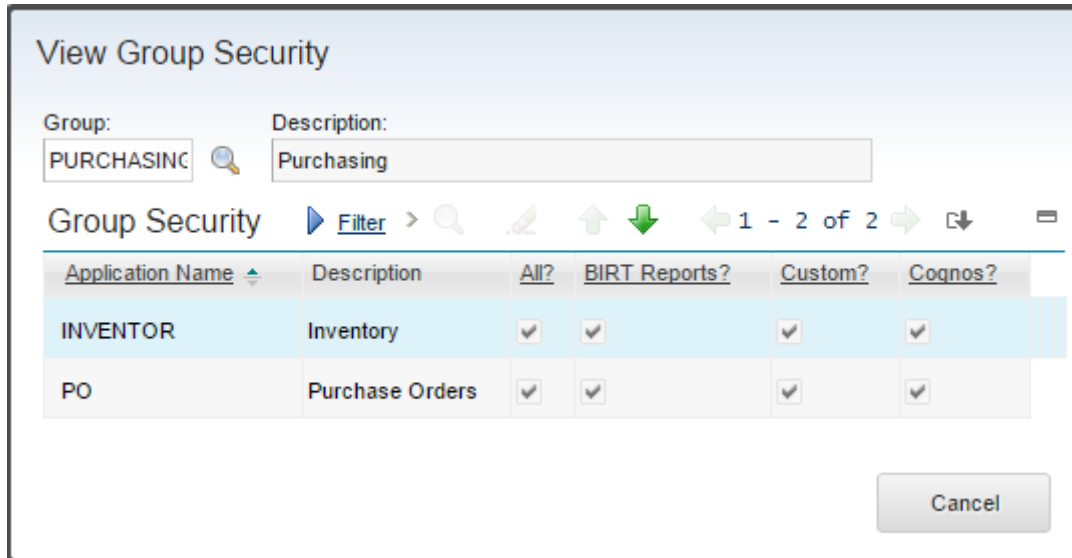 View Group Security
Group: Description:
PURCHASING Purchasing
Group Security Filter > 1 - 2 of 2
Application Name Description All? BIRT Reports? Custom? Cognos?
INVENTOR Inventory
PO Purchase Orders
Cancel